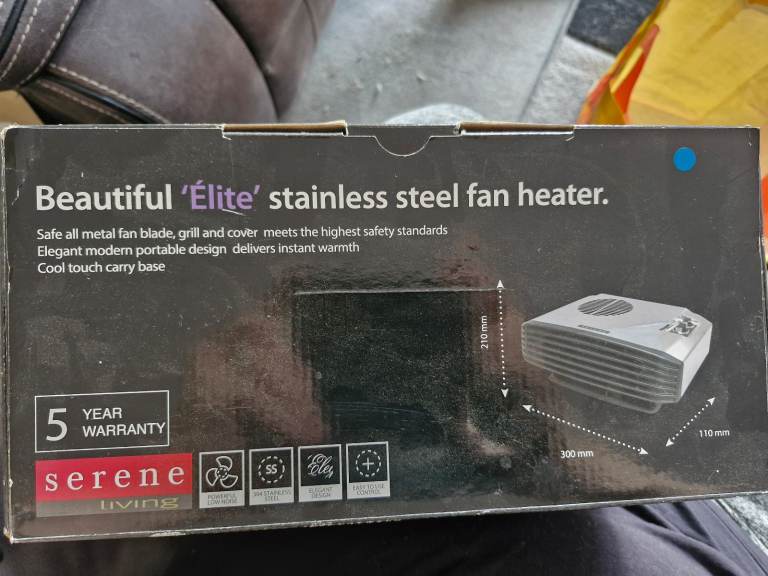 Beautiful 'Élite' stainless steel fan heater.
Safe all metal fan blade, grill and cover meets the highest safety standards
Elegant modern portable design delivers instant warmth
Cool touch carry base
210 mm
300 mm
110 mm
5 YEAR
WARRANTY
serene
living
POWERFUL
LOW NOISE
SS
304 STAINLESS
STEEL
ELEGANT
DESIGN
EASY TO USE
CONTROL